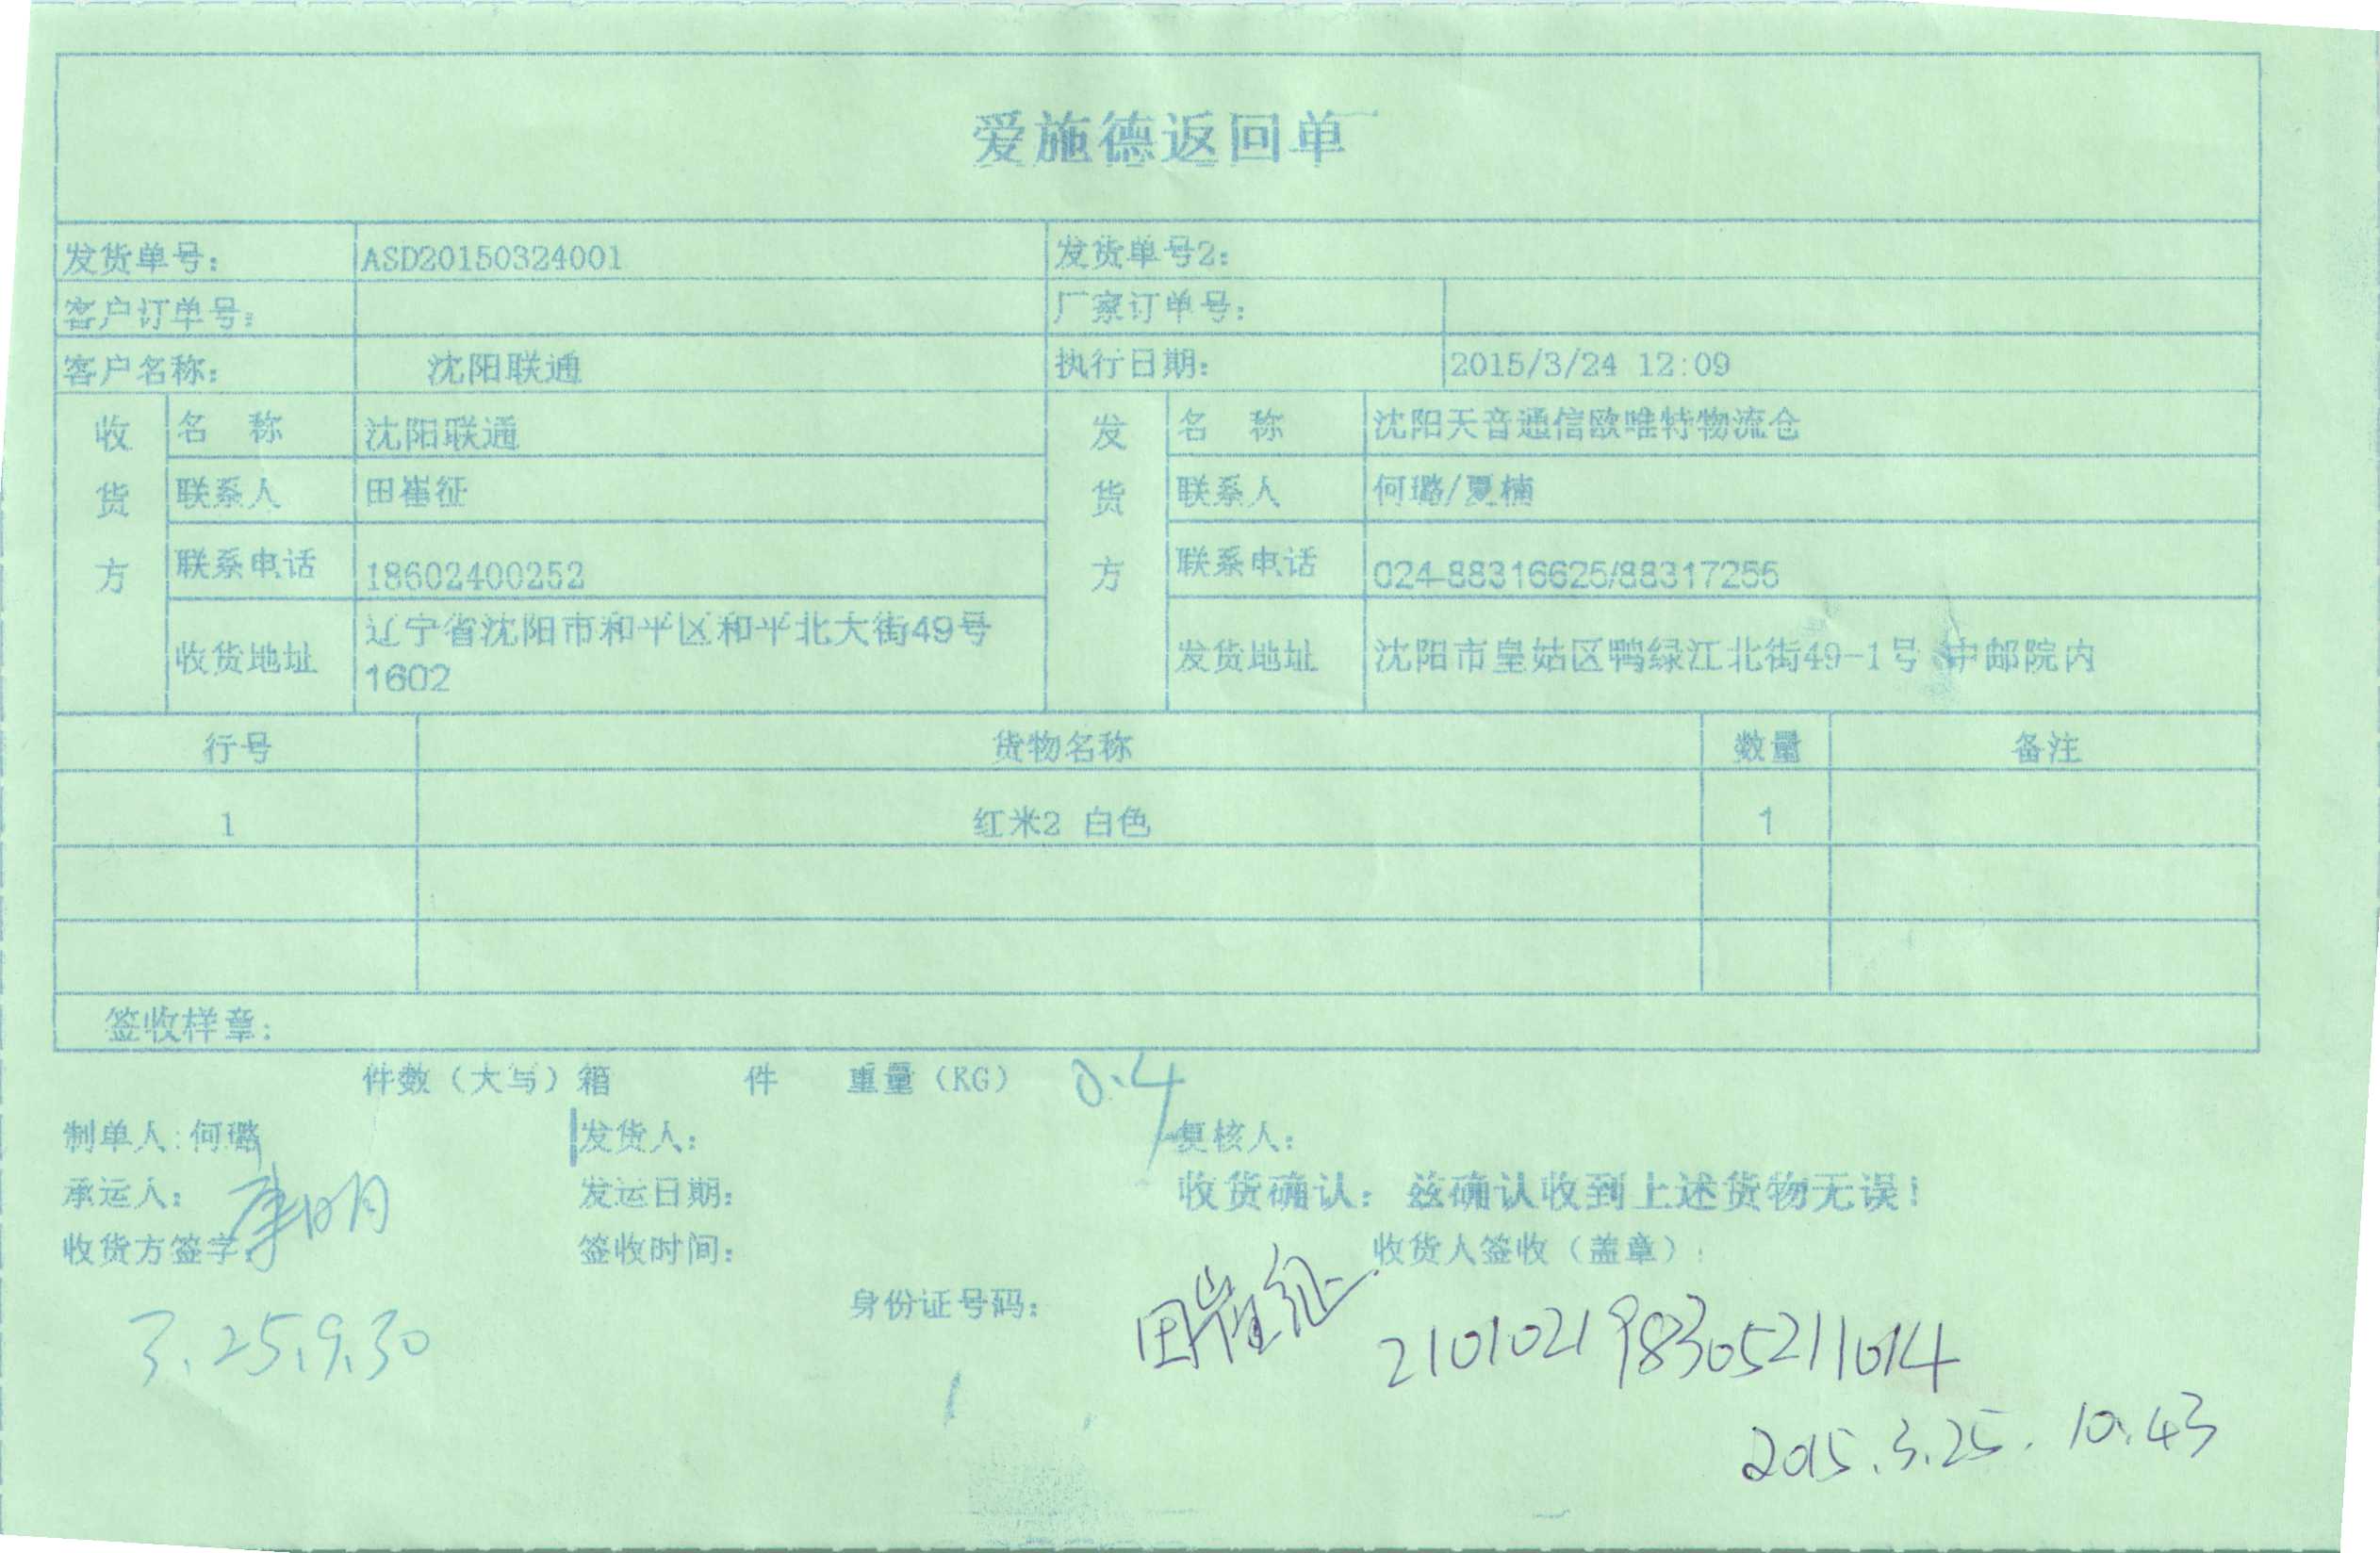 爱施德返回单
发货单号: ASD20150324001 发货单号2:
客户订单号: 厂家订单号:
客户名称: 沈阳联通 执行日期: 2015/3/24 12:09
收货方 名 称 沈阳联通 发货方 名 称 沈阳天音通信欧唯特物流仓
联系人 田崔征 联系人 何璐/夏楠
联系电话 18602400252 联系电话 024-88316625/88317255
收货地址 辽宁省沈阳市和平区和平北大街49号 发货地址 沈阳市皇姑区鸭绿江北街49-1号 中邮院内
1602
行号 货物名称 数量 备注
1 红米2 白色 1
签收样章:
件数（大写）箱 件 重量（KG） 0.4
制单人:何璐 发货人: 复核人:
承运人: 康明 发运日期: 收货确认: 兹确认收到上述货物无误!
收货方签字: 签收时间: 收货人签收（盖章）:
3.25.9.30 身份证号码: 田崔征 210102198305211014
2015.3.25. 10.43